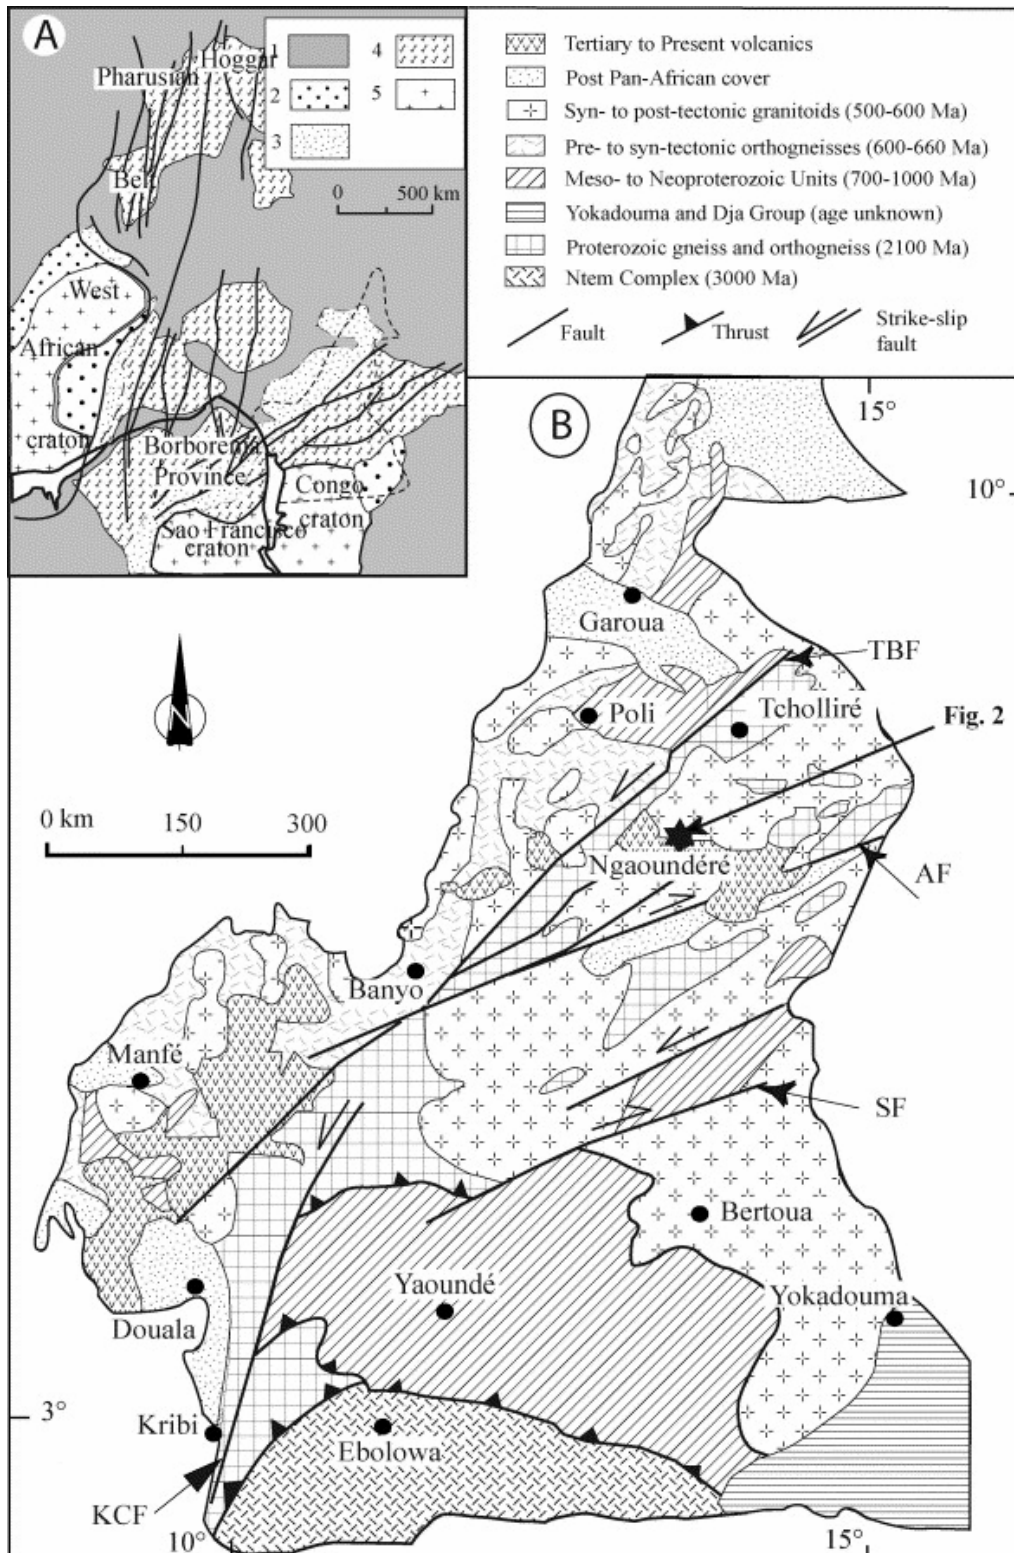 A
Hoggar
Pharusian
Belt
1
2
3
4
5
0 500 km
West
African
craton
Borborema
Province
Congo
craton
Sao Francisco
craton
Tertiary to Present volcanics
Post Pan-African cover
Syn- to post-tectonic granitoids (500-600 Ma)
Pre- to syn-tectonic orthogneisses (600-660 Ma)
Meso- to Neoproterozoic Units (700-1000 Ma)
Yokadouma and Dja Group (age unknown)
Proterozoic gneiss and orthogneiss (2100 Ma)
Ntem Complex (3000 Ma)
Fault
Thrust
Strike-slip
fault
B
15°
10°
Garoua
TBF
Poli
Tcholliré
Fig. 2
N
0 km 150 300
Ngaoundéré
AF
Banyo
Manfé
SF
Bertoua
Yaoundé
Yokadouma
Douala
3°
Kribi
Ebolowa
KCF
10°
15°